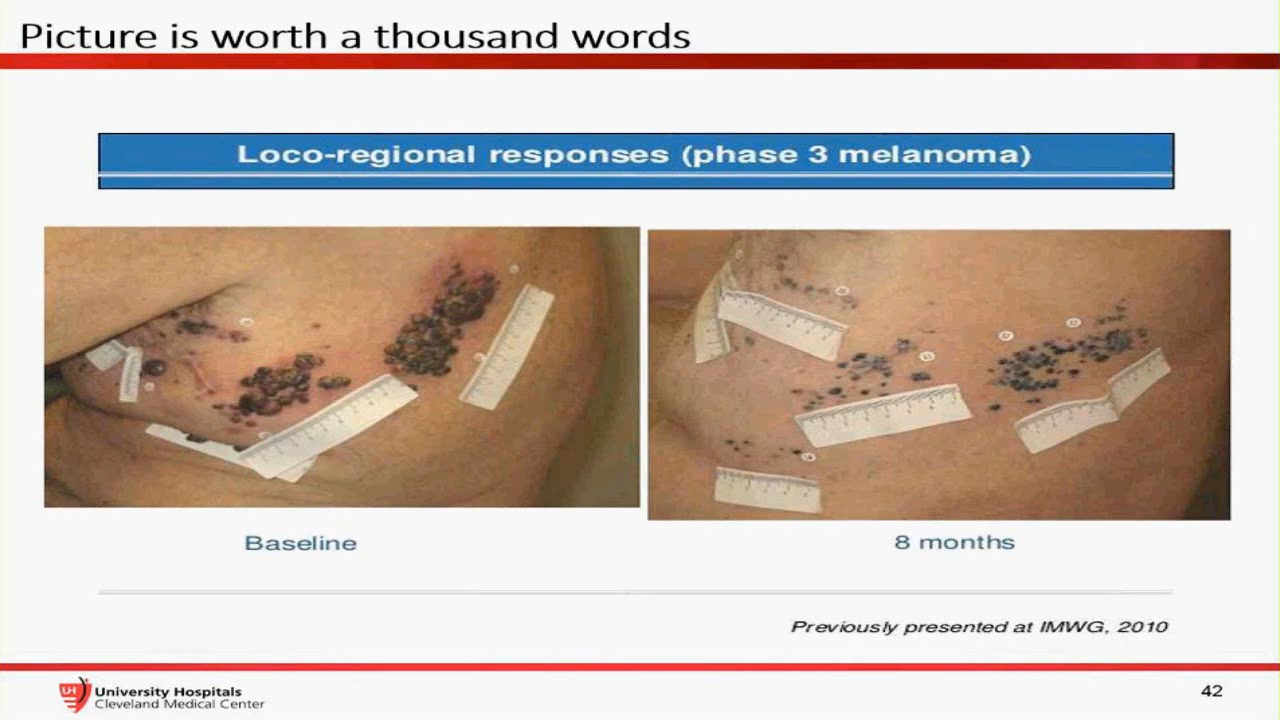 Picture is worth a thousand words
Loco-regional responses (phase 3 melanoma)
Baseline
8 months
Previously presented at IMWG, 2010
UH
University Hospitals
Cleveland Medical Center
42